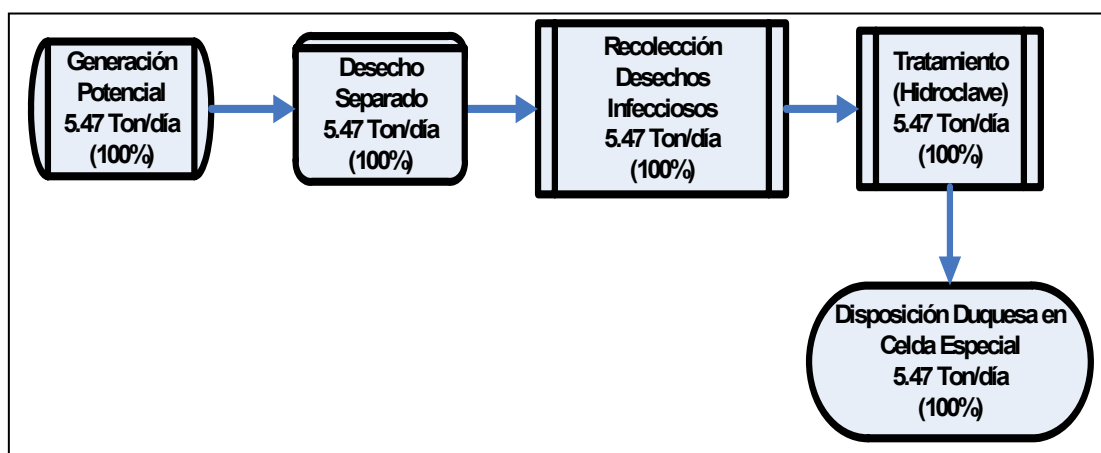 Generación
Potencial
5.47 Ton/día
(100%)
Desecho
Separado
5.47 Ton/día
(100%)
Recolección
Desechos
Infecciosos
5.47 Ton/día
(100%)
Tratamiento
(Hidroclave)
5.47 Ton/día
(100%)
Disposición Duquesa en
Celda Especial
5.47 Ton/día
(100%)